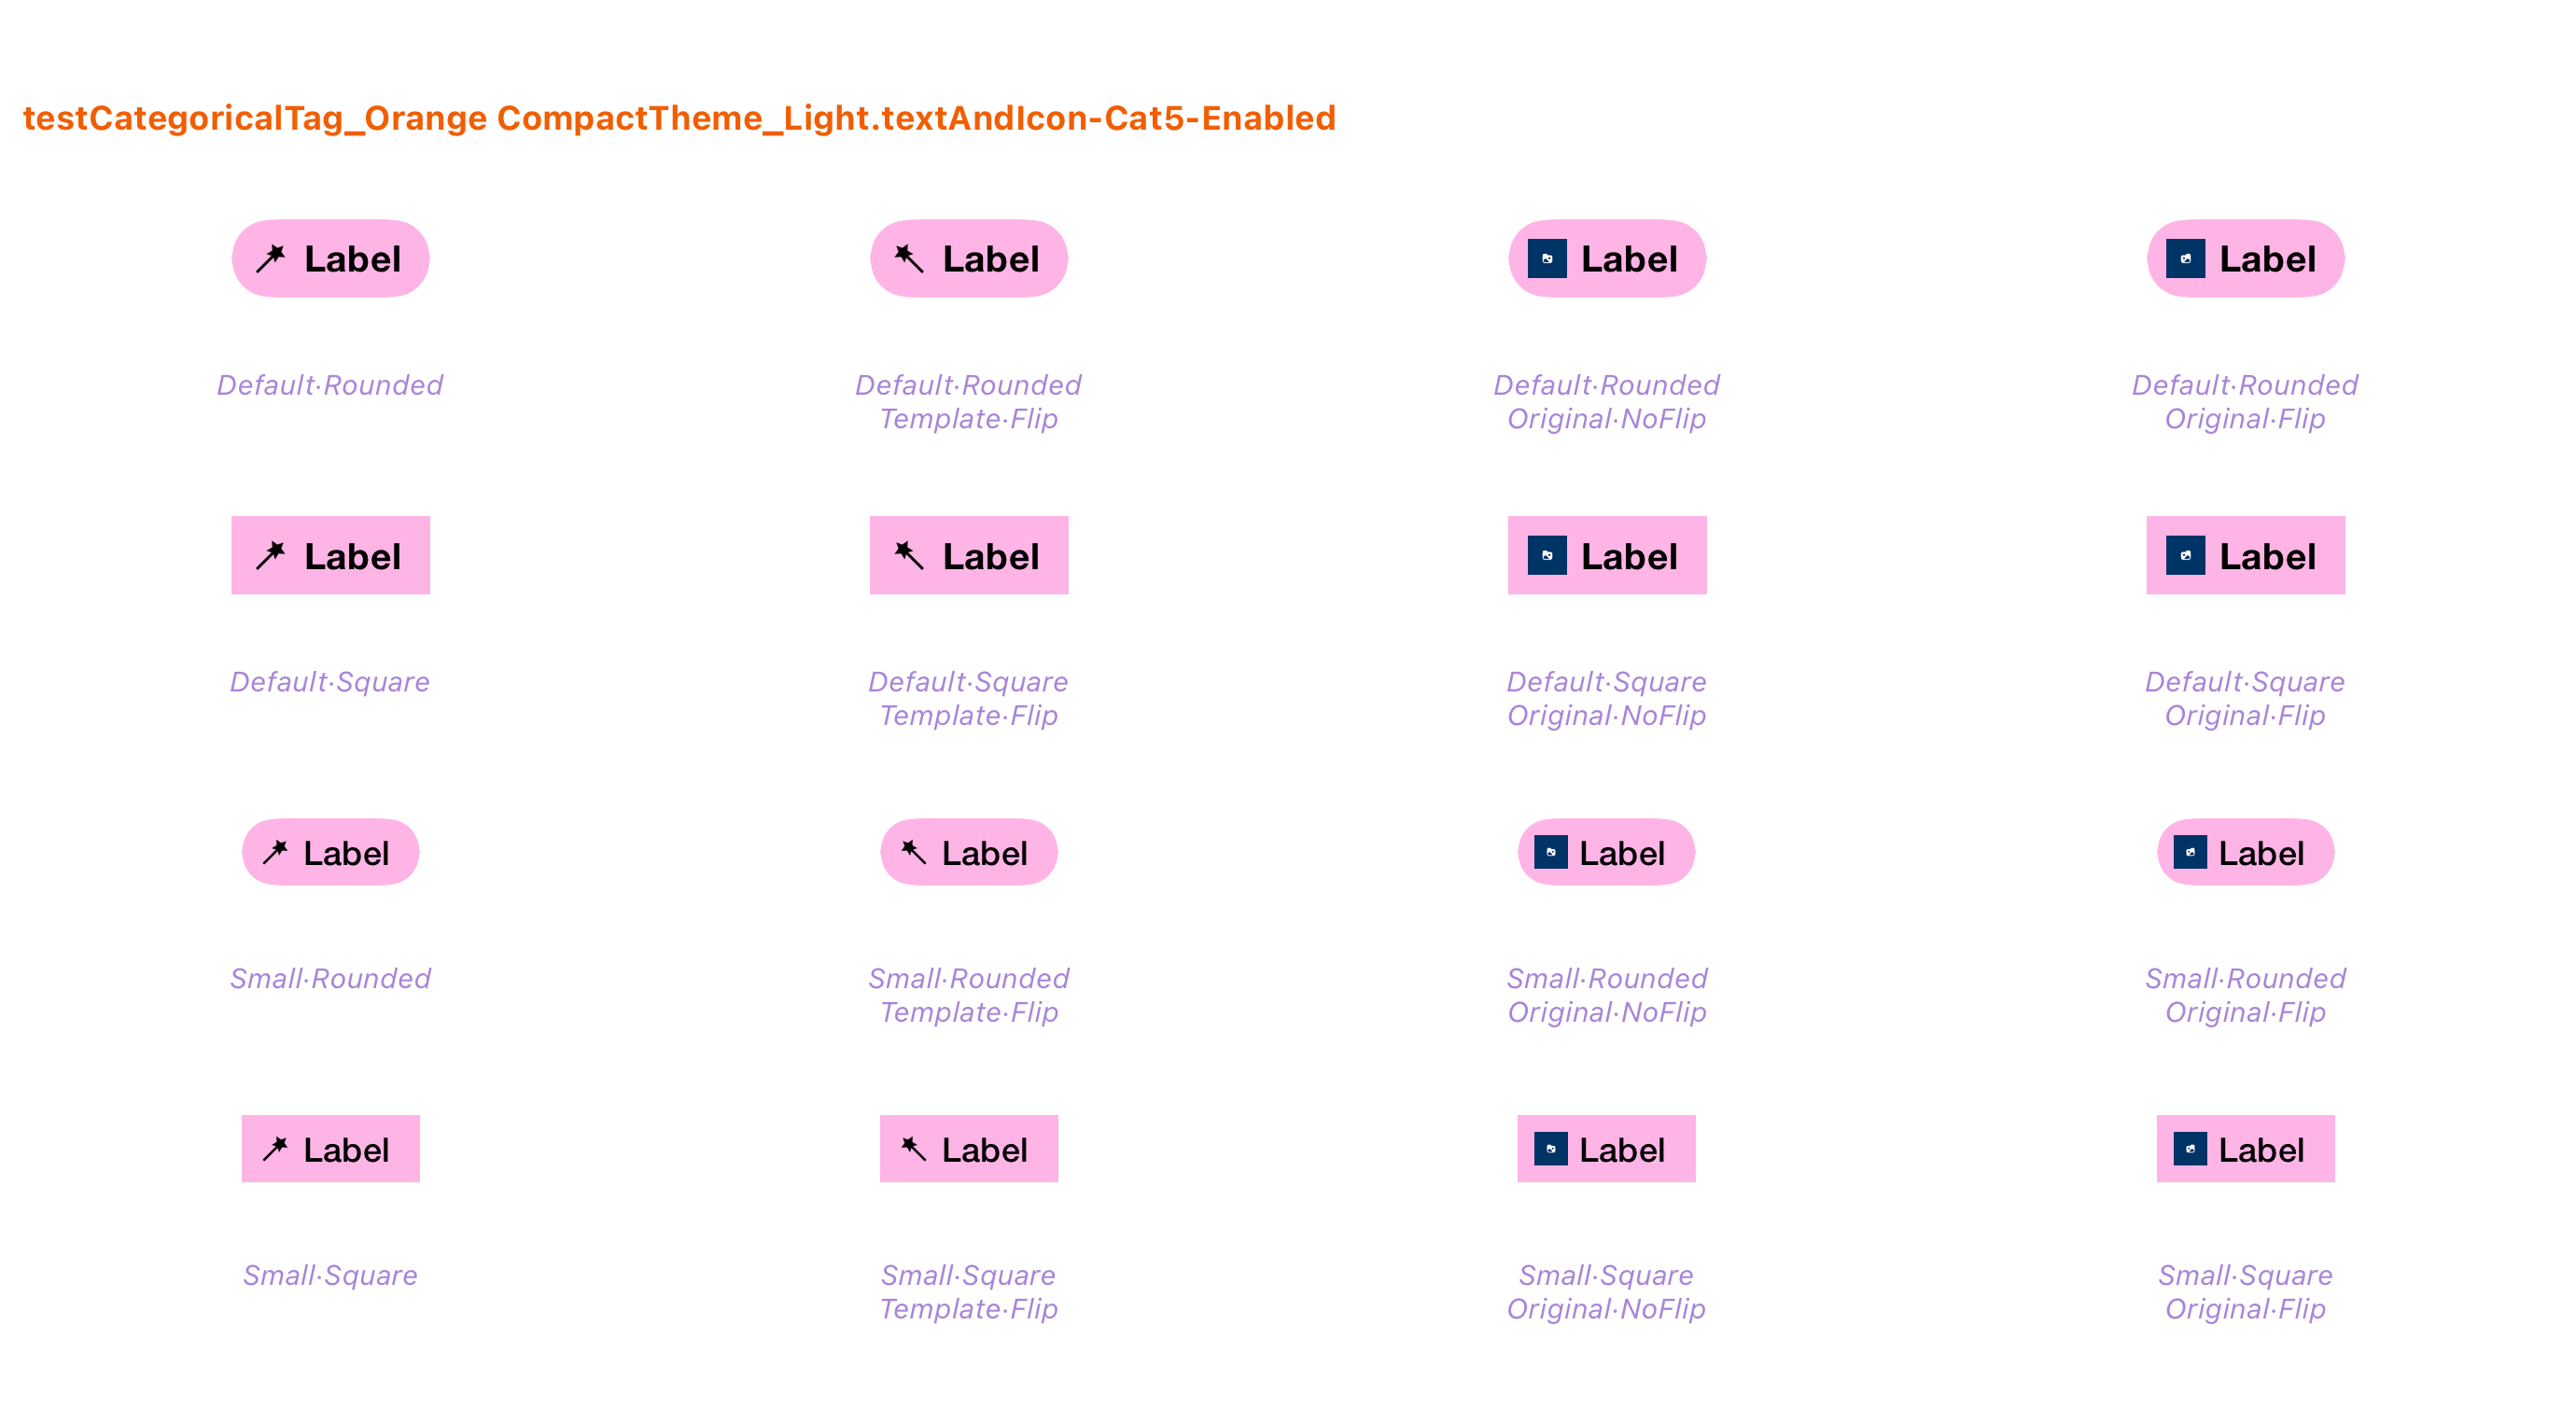 testCategoricalTag_Orange CompactTheme_Light.textAndIcon-Cat5-Enabled
Label Label Label Label
Default·Rounded Default·Rounded Default·Rounded Default·Rounded
Template·Flip Original·NoFlip Original·Flip
Label Label Label Label
Default·Square Default·Square Default·Square Default·Square
Template·Flip Original·NoFlip Original·Flip
Label Label Label Label
Small·Rounded Small·Rounded Small·Rounded Small·Rounded
Template·Flip Original·NoFlip Original·Flip
Label Label Label Label
Small·Square Small·Square Small·Square Small·Square
Template·Flip Original·NoFlip Original·Flip